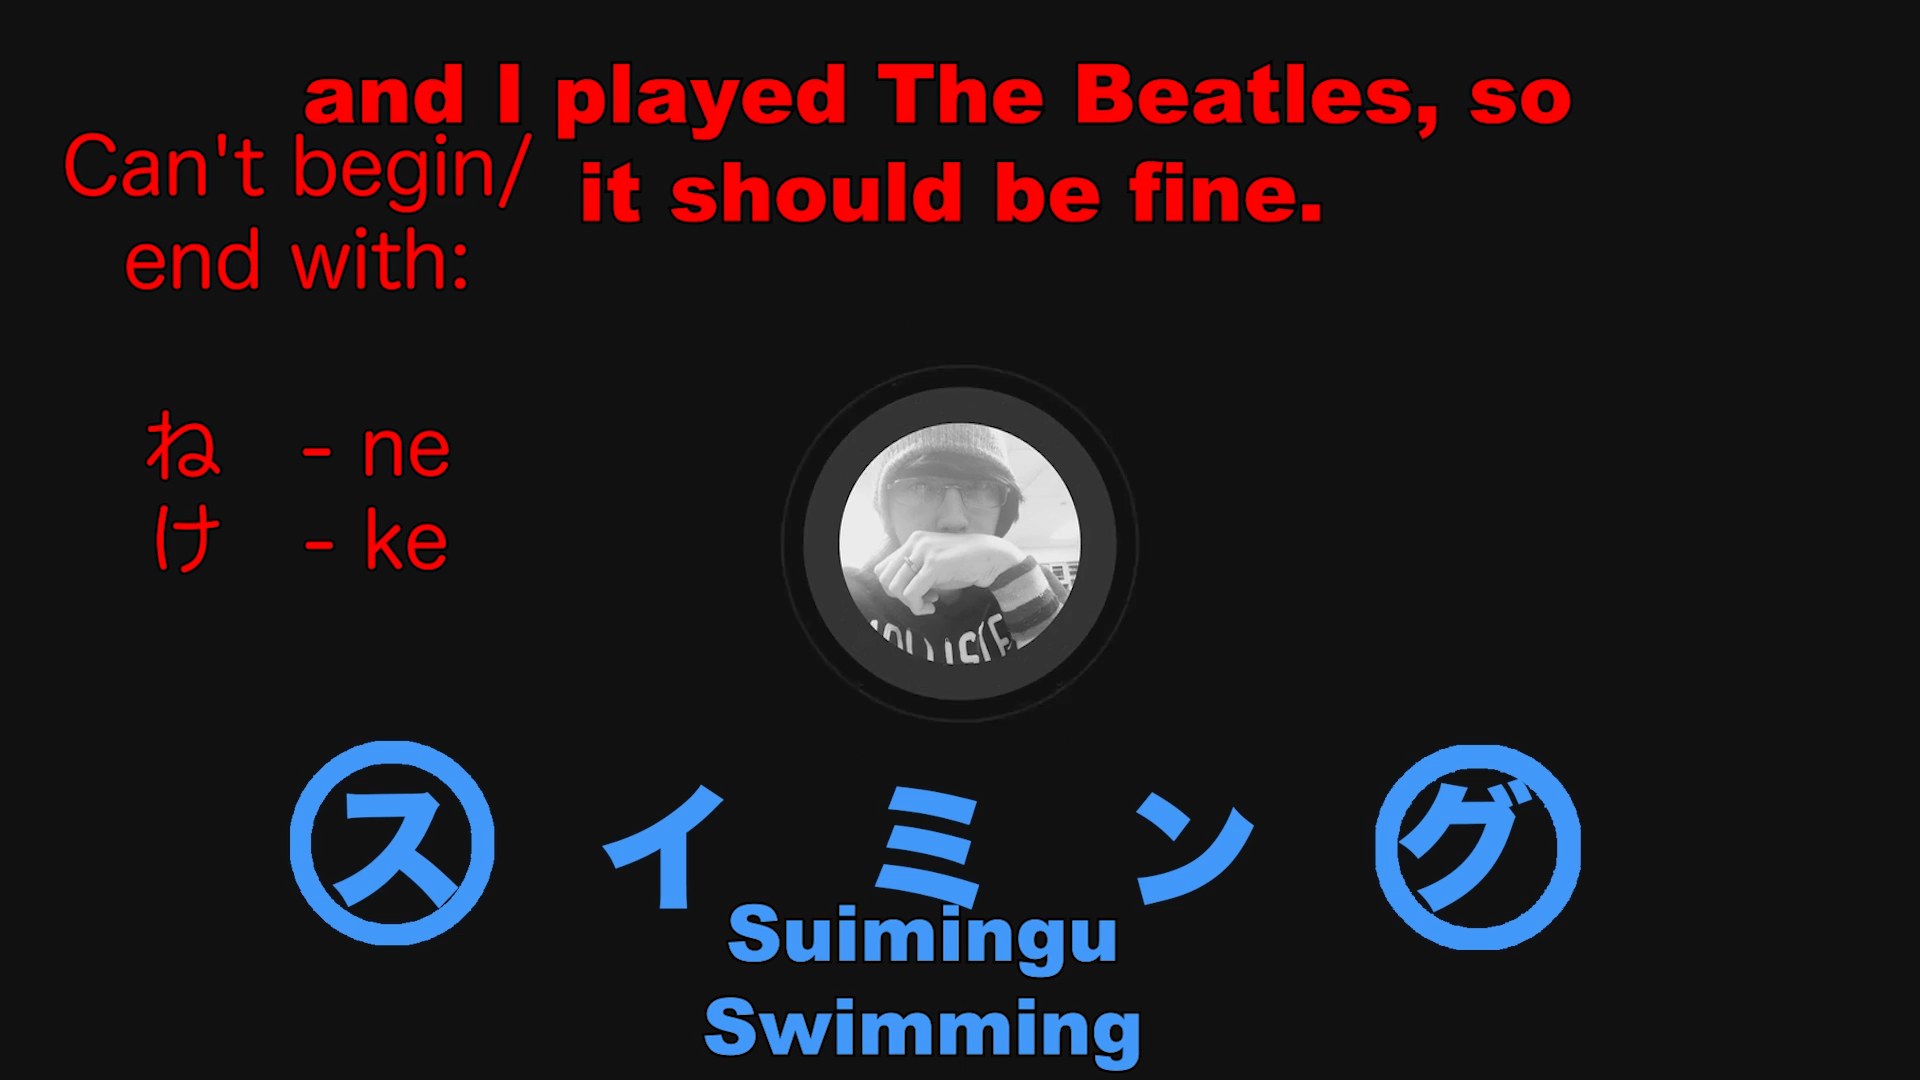 and I played The Beatles, so
it should be fine.
Can't begin/
end with:
ね - ne
け - ke
スイミング
Suimingu
Swimming